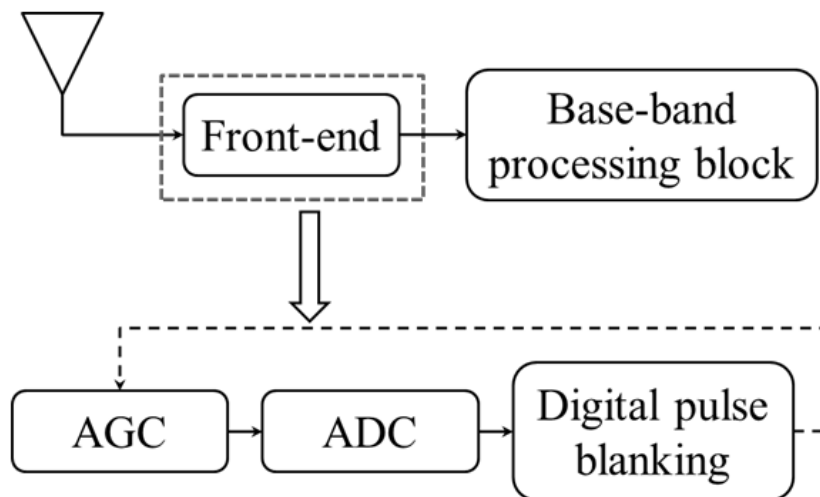 Front-end
Base-band
processing block
AGC
ADC
Digital pulse
blanking